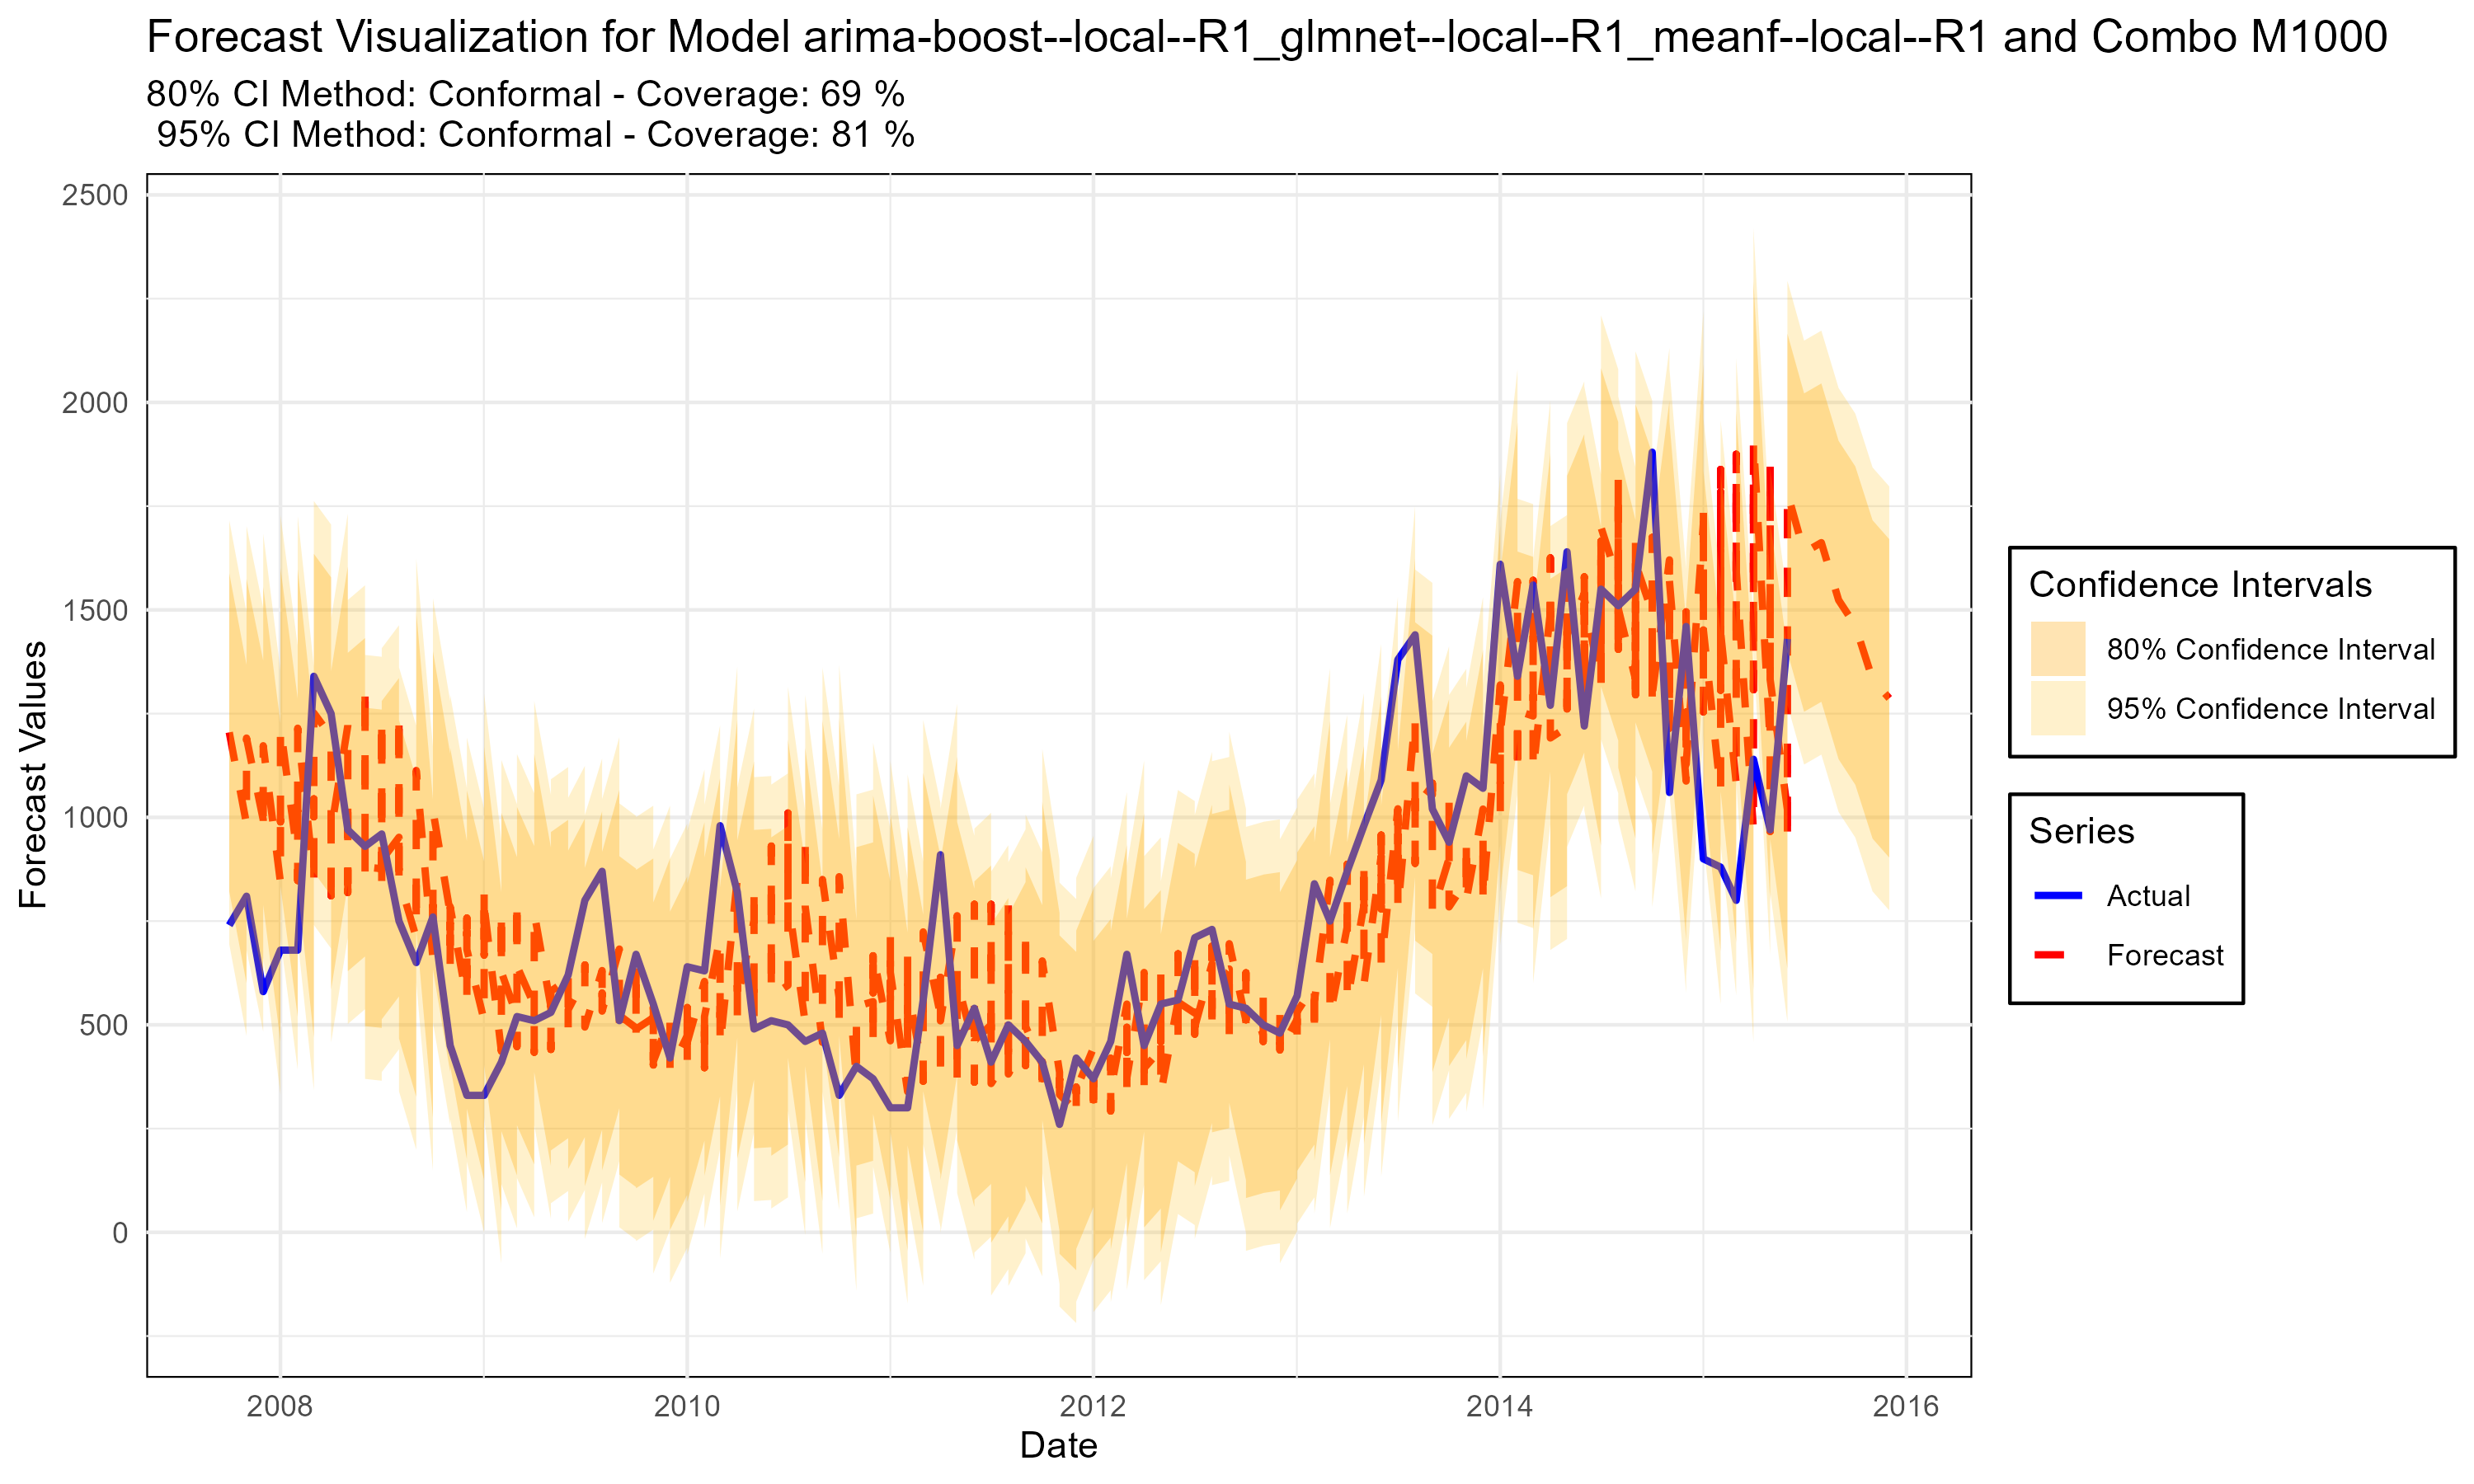 Forecast Visualization for Model arima-boost--local--R1_glmnet--local--R1_meanf--local--R1 and Combo M1000
80% CI Method: Conformal - Coverage: 69 %
95% CI Method: Conformal - Coverage: 81 %
2500
2000
1500
1000
500
0
Forecast Values
2008
2010
2012
2014
2016
Date
Confidence Intervals
80% Confidence Interval
95% Confidence Interval
Series
Actual
Forecast